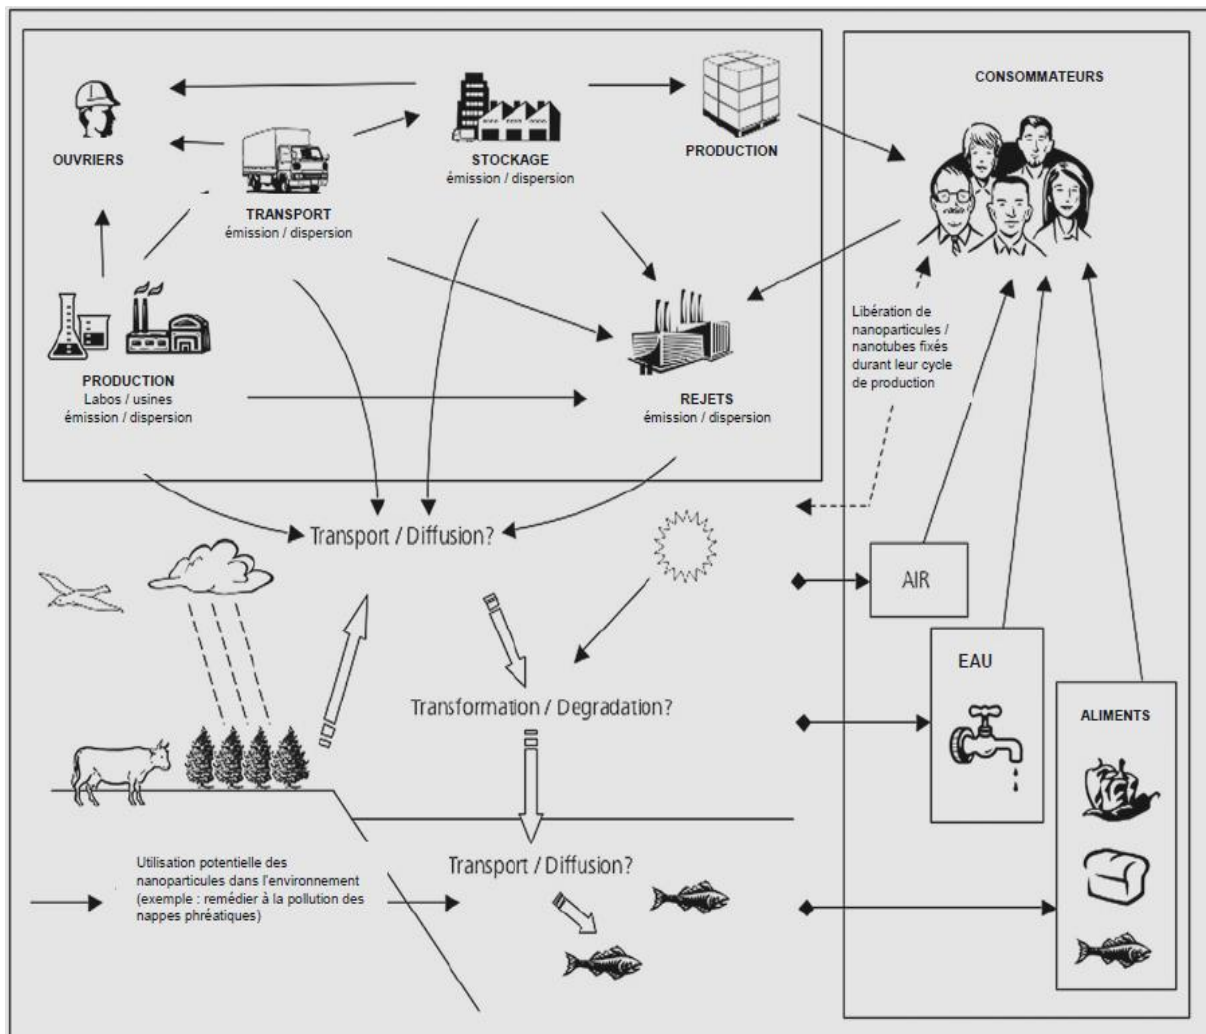 CONSOMMATEURS
OUVRIERS
STOCKAGE
émission / dispersion
PRODUCTION
TRANSPORT
émission / dispersion
PRODUCTION
Labos / usines
émission / dispersion
REJETS
émission / dispersion
Libération de
nanoparticules /
nanotubes fixés
durant leur cycle
de production
Transport / Diffusion?
AIR
EAU
Transformation / Degradation?
ALIMENTS
Utilisation potentielle des
nanoparticules dans l'environnement
(exemple : remédier à la pollution des
nappes phréatiques)
Transport / Diffusion?